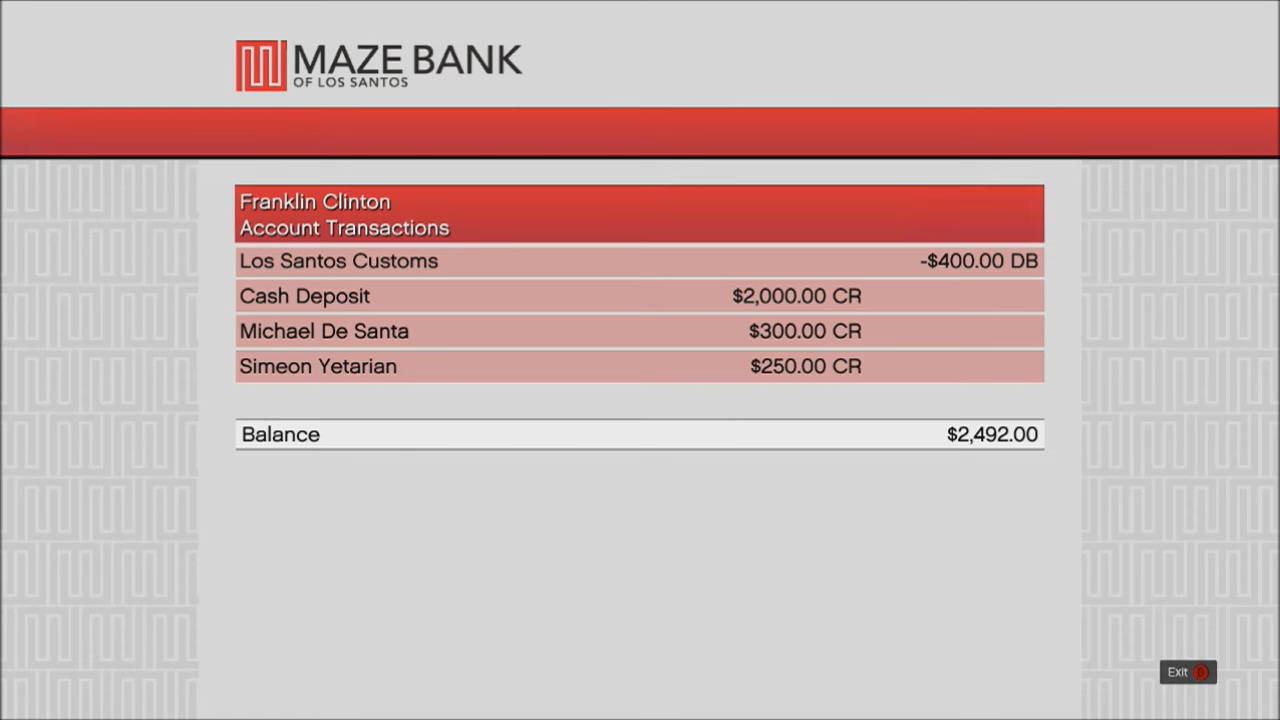 MAZE BANK
OF LOS SANTOS
Franklin Clinton
Account Transactions
Los Santos Customs -$400.00 DB
Cash Deposit $2,000.00 CR
Michael De Santa $300.00 CR
Simeon Yetarian $250.00 CR
Balance $2,492.00
Exit B